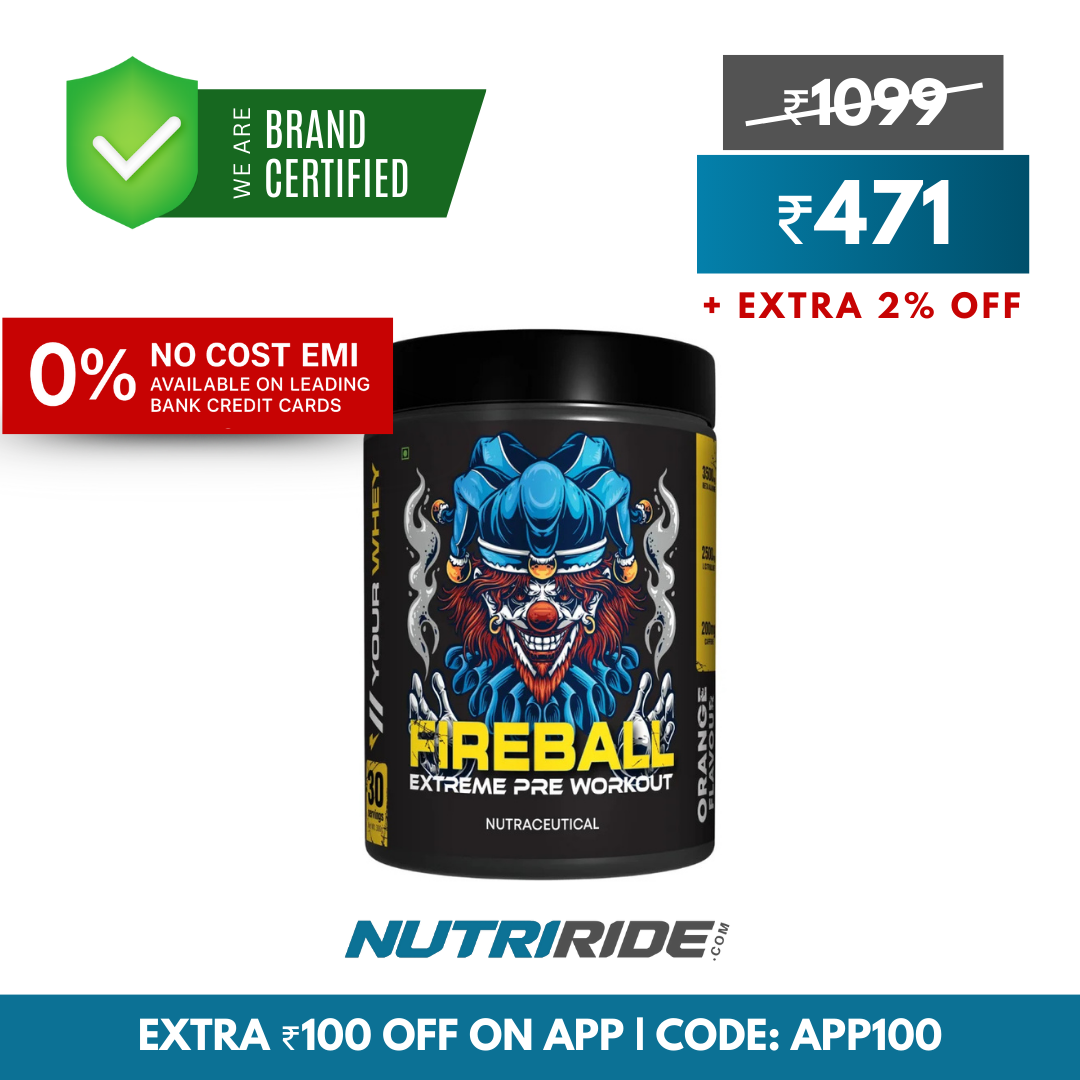 WE ARE
BRAND
CERTIFIED
₹1099
₹471
+ EXTRA 2% OFF
0%
NO COST EMI
AVAILABLE ON LEADING
BANK CREDIT CARDS
YOUR WHEY
30
servings
FIREBALL
EXTREME PRE WORKOUT
NUTRACEUTICAL
200mg
ORANGE
FLAVOUR
NUTRIRIDE.COM
EXTRA ₹100 OFF ON APP | CODE: APP100